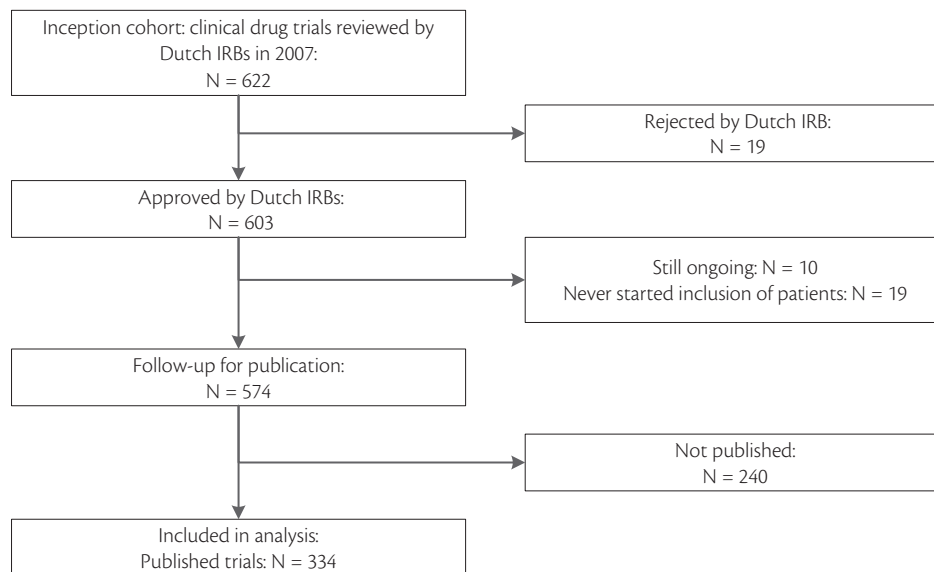 Inception cohort: clinical drug trials reviewed by
Dutch IRBs in 2007:
N = 622
Rejected by Dutch IRB:
N = 19
Approved by Dutch IRBs:
N = 603
Still ongoing: N = 10
Never started inclusion of patients: N = 19
Follow-up for publication:
N = 574
Not published:
N = 240
Included in analysis:
Published trials: N = 334